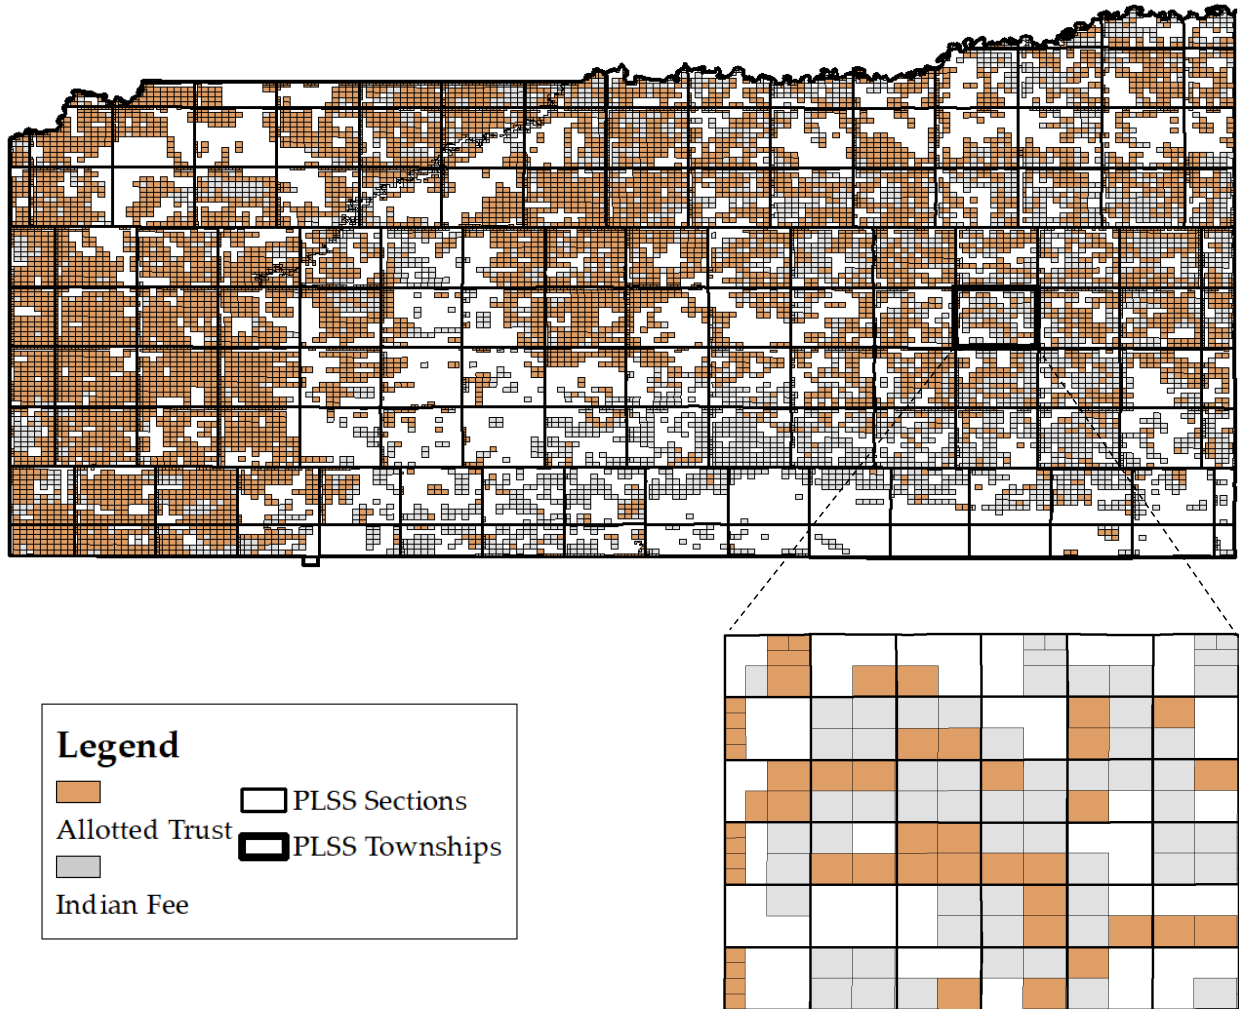 Legend
Allotted Trust
Indian Fee
PLSS Sections
PLSS Townships